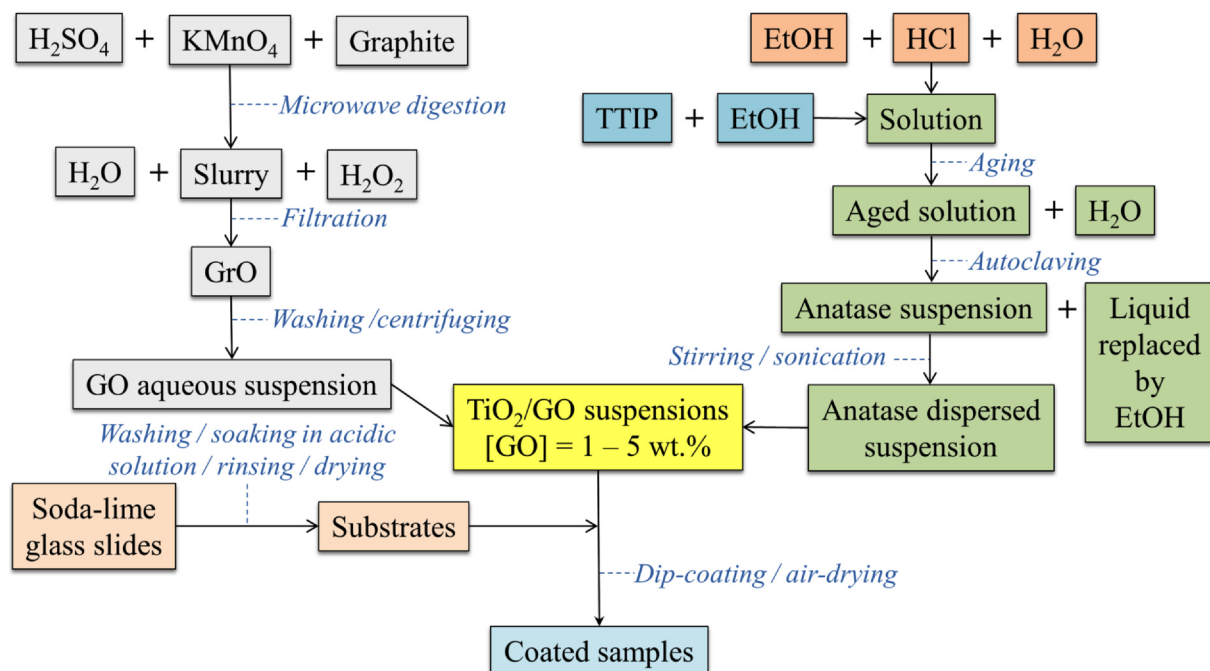 H₂SO₄ + KMnO₄ + Graphite
Microwave digestion
H₂O + Slurry + H₂O₂
Filtration
GrO
Washing /centrifuging
GO aqueous suspension
EtOH + HCl + H₂O
TTIP + EtOH
Solution
Aging
Aged solution + H₂O
Autoclaving
Anatase suspension +
Liquid
replaced
by
EtOH
Stirring / sonication
Anatase dispersed
suspension
TiO₂/GO suspensions
[GO] = 1 – 5 wt.%
Washing / soaking in acidic
solution / rinsing / drying
Soda-lime
glass slides
Substrates
Dip-coating / air-drying
Coated samples